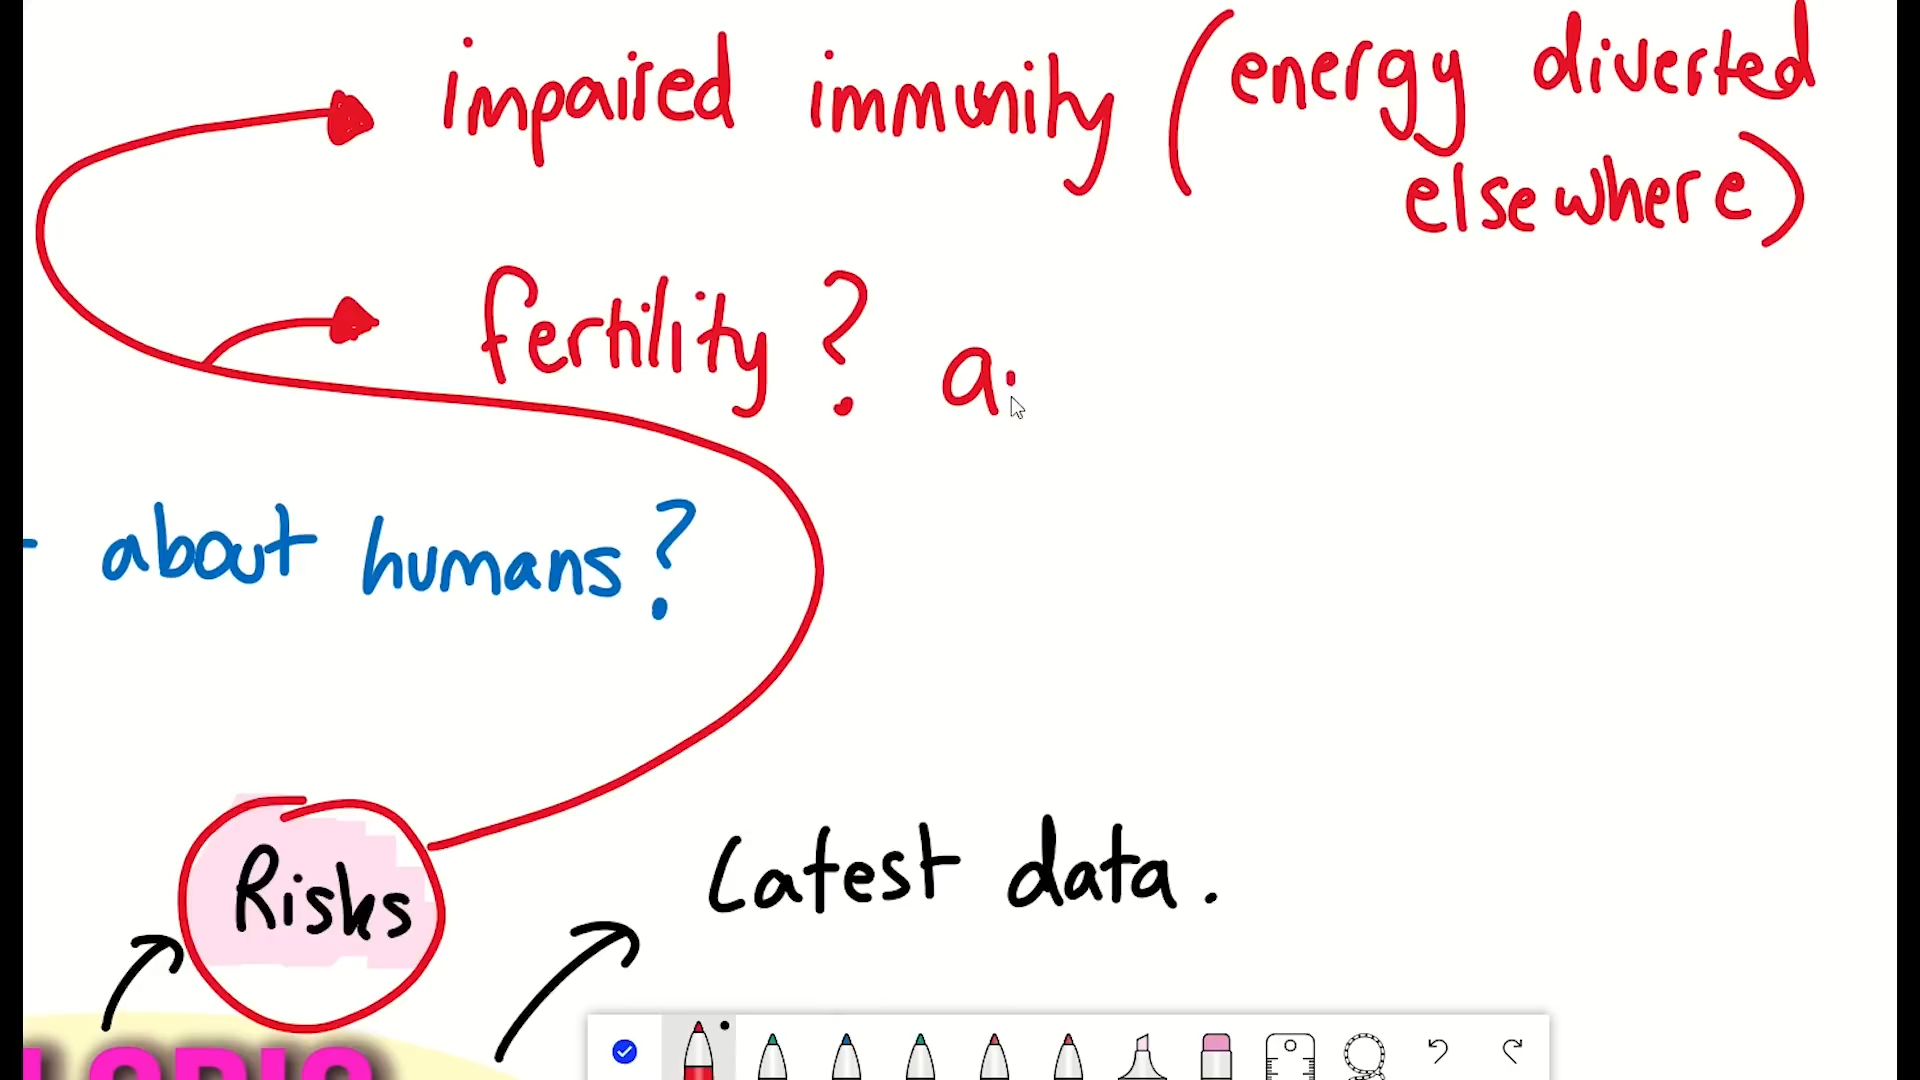 impaired immunity (energy diverted
elsewhere)
fertility? a
about humans?
Risks
Latest data.